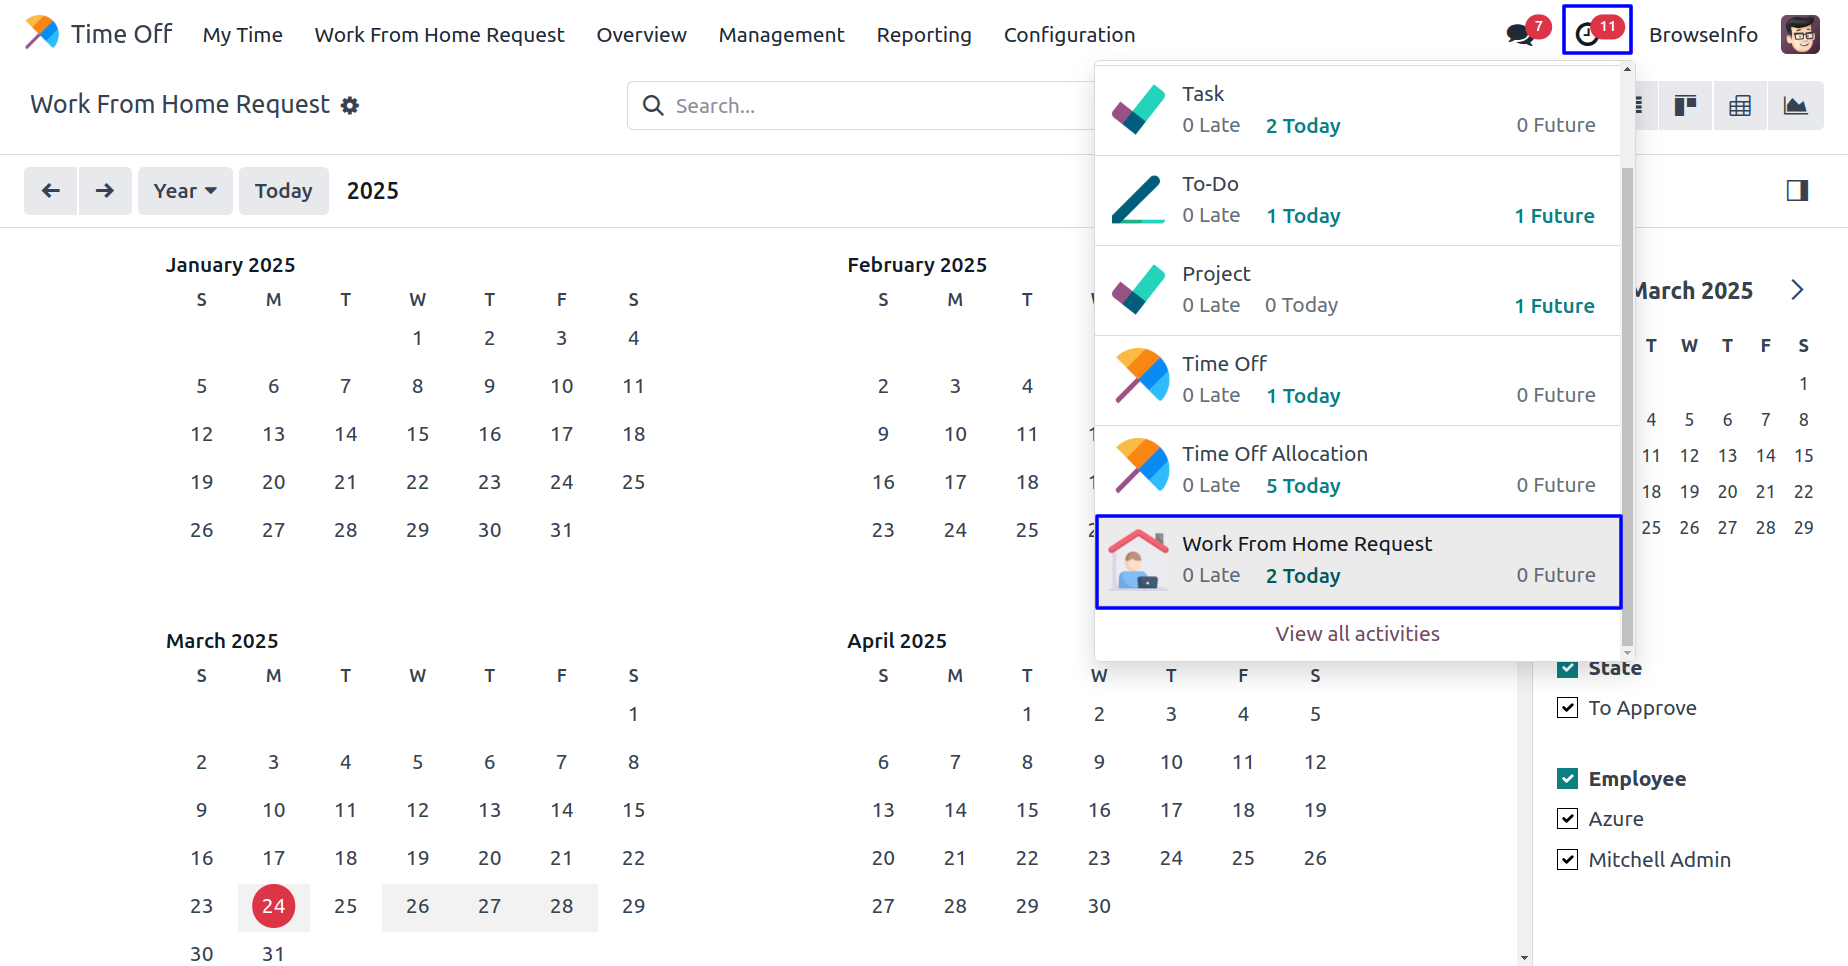 Time Off My Time Work From Home Request Overview Management Reporting Configuration 7 11 BrowseInfo
Work From Home Request Search...
Year Today 2025
Task
0 Late 2 Today 0 Future
To-Do
0 Late 1 Today 1 Future
Project
0 Late 0 Today 1 Future
Time Off
0 Late 1 Today 0 Future
Time Off Allocation
0 Late 5 Today 0 Future
Work From Home Request
0 Late 2 Today 0 Future
View all activities
January 2025
S M T W T F S
1 2 3 4
5 6 7 8 9 10 11
12 13 14 15 16 17 18
19 20 21 22 23 24 25
26 27 28 29 30 31
February 2025
S M T
2 3 4
9 10 11
16 17 18
23 24 25
March 2025
S M T W T F S
1
2 3 4 5 6 7 8
9 10 11 12 13 14 15
16 17 18 19 20 21 22
23 24 25 26 27 28 29
30 31
April 2025
S M T W T F S
1 2 3 4 5
6 7 8 9 10 11 12
13 14 15 16 17 18 19
20 21 22 23 24 25 26
27 28 29 30
March 2025
T W T F S
1
4 5 6 7 8
11 12 13 14 15
18 19 20 21 22
25 26 27 28 29
State
To Approve
Employee
Azure
Mitchell Admin